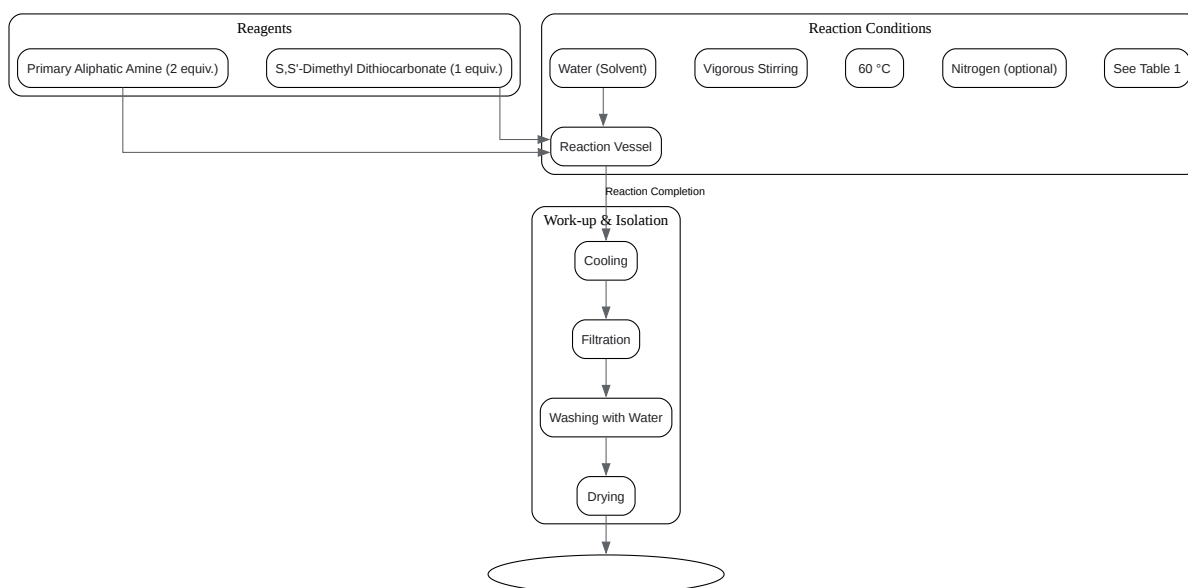 Reagents
Primary Aliphatic Amine (2 equiv.)
S,S'-Dimethyl Dithiocarbonate (1 equiv.)
Reaction Conditions
Water (Solvent)
Vigorous Stirring
60 °C
Nitrogen (optional)
See Table 1
Reaction Vessel
Reaction Completion
Work-up & Isolation
Cooling
Filtration
Washing with Water
Drying